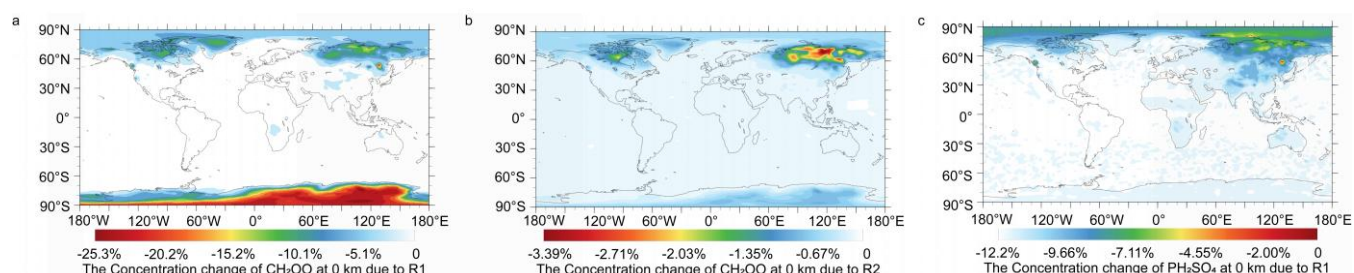 a
90°N
60°N
30°N
0°
30°S
60°S
90°S
180°W 120°W 60°W 0° 60°E 120°E 180°E
-25.3% -20.2% -15.2% -10.1% -5.1% 0
The Concentration change of CH₂OO at 0 km due to R1
b
90°N
60°N
30°N
0°
30°S
60°S
90°S
180°W 120°W 60°W 0° 60°E 120°E 180°E
-3.39% -2.71% -2.03% -1.35% -0.67% 0
The Concentration change of CH₂OO at 0 km due to R2
c
90°N
60°N
30°N
0°
30°S
60°S
90°S
180°W 120°W 60°W 0° 60°E 120°E 180°E
-12.2% -9.66% -7.11% -4.55% -2.00% 0
The Concentration change of PH₂SO₄ at 0 km due to R1